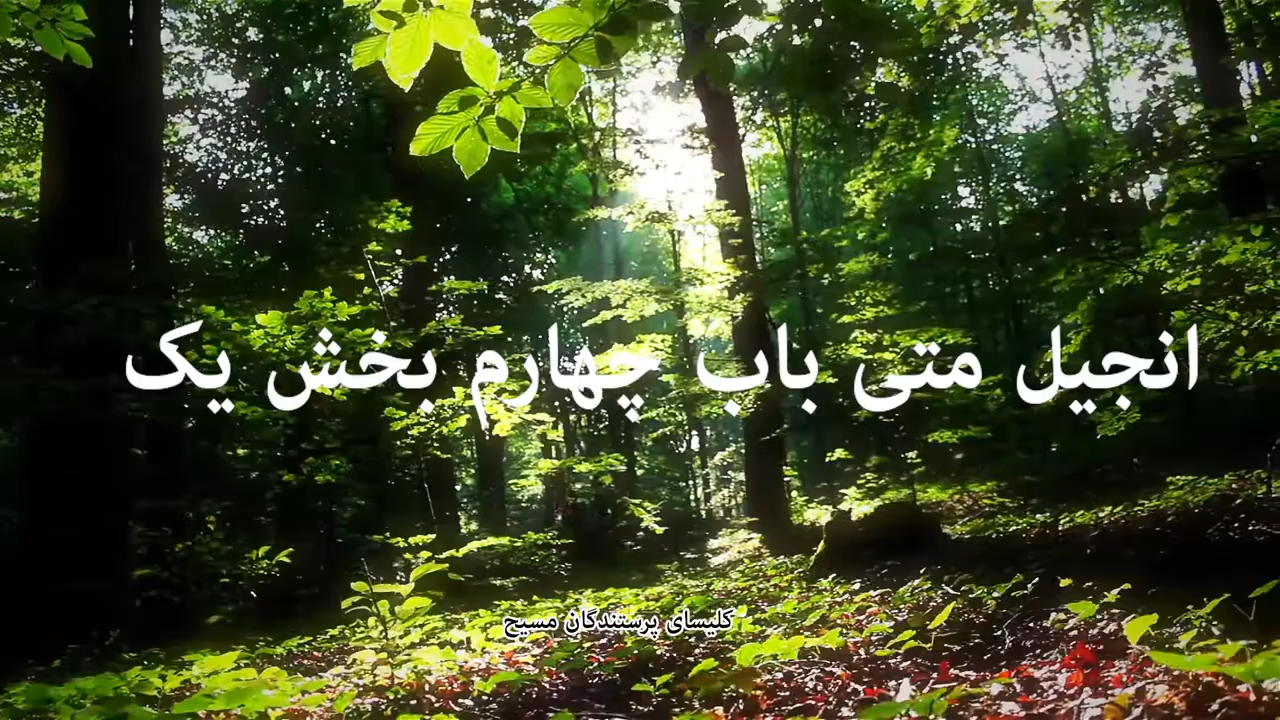 انجیل متی باب چهارم بخش یک
کلیسای پرستندگان مسیح